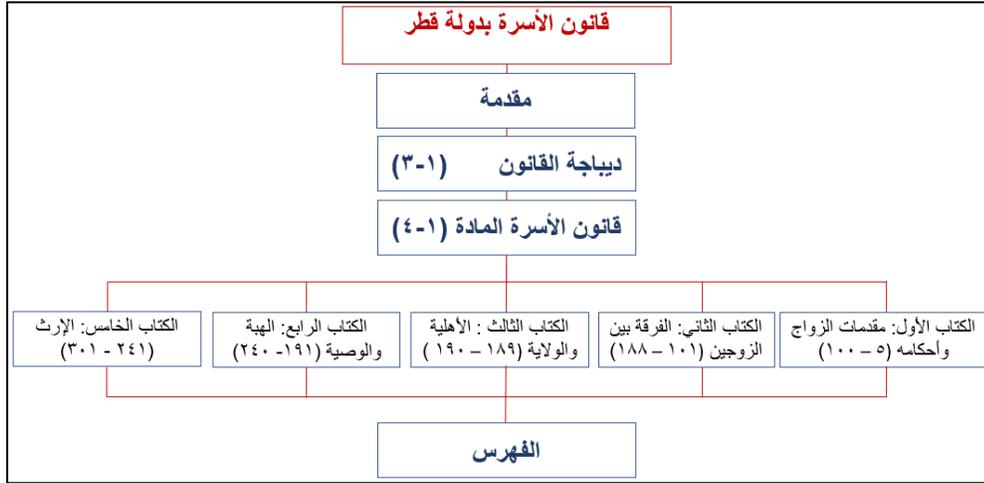 قانون الأسرة بدولة قطر
مقدمة
ديباجة القانون (١-٣)
قانون الأسرة المادة (١-٤)
الكتاب الأول: مقدمات الزواج
وأحكامه (٥ – ١٠٠)
الكتاب الثاني: الفرقة بين
الزوجين (١٠١ – ١٨٨)
الكتاب الثالث : الأهلية
والولاية (١٨٩ – ١٩٠ )
الكتاب الرابع: الهبة
والوصية (١٩١- ٢٤٠)
الكتاب الخامس: الإرث
(٢٤١ - ٣٠١)
الفهرس